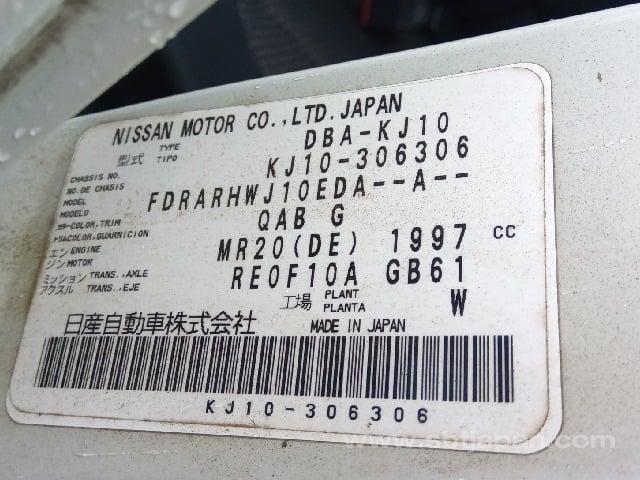 NISSAN MOTOR CO.,LTD.JAPAN
型式 TYPE TIPO DBA-KJ10
CHASSIS NO. NO.DE CHASIS KJ10-306306
MODEL MODELO FDRARHWJ10EDA--A--
カラー COLOR,TRIM COLOR,GUARNICION QAB G
エンジン ENGINE MOTOR MR20(DE) 1997 CC
ミッション アクスル TRANS.,AXLE TRANS.,EJE RE0F10A GB61
工場 PLANT PLANTA W
日産自動車株式会社 MADE IN JAPAN
KJ10-306306
www.sbtjapan.com